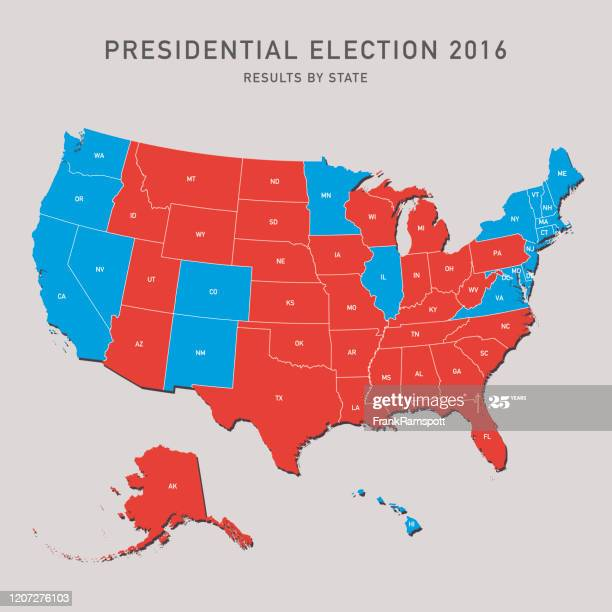 PRESIDENTIAL ELECTION 2016
RESULTS BY STATE
WA
MT
ND
MN
ME
VT
NH
OR
ID
SD
WI
MI
NY
MA
CT
WY
IA
PA
NJ
NV
NE
IL
IN
OH
MD
DC
DE
UT
CO
WV
VA
CA
KS
MO
KY
AZ
NM
OK
TN
NC
AR
SC
MS
AL
GA
TX
LA
gettyimages
25 YEARS
FrankRamspott
FL
AK
HI
1207276103